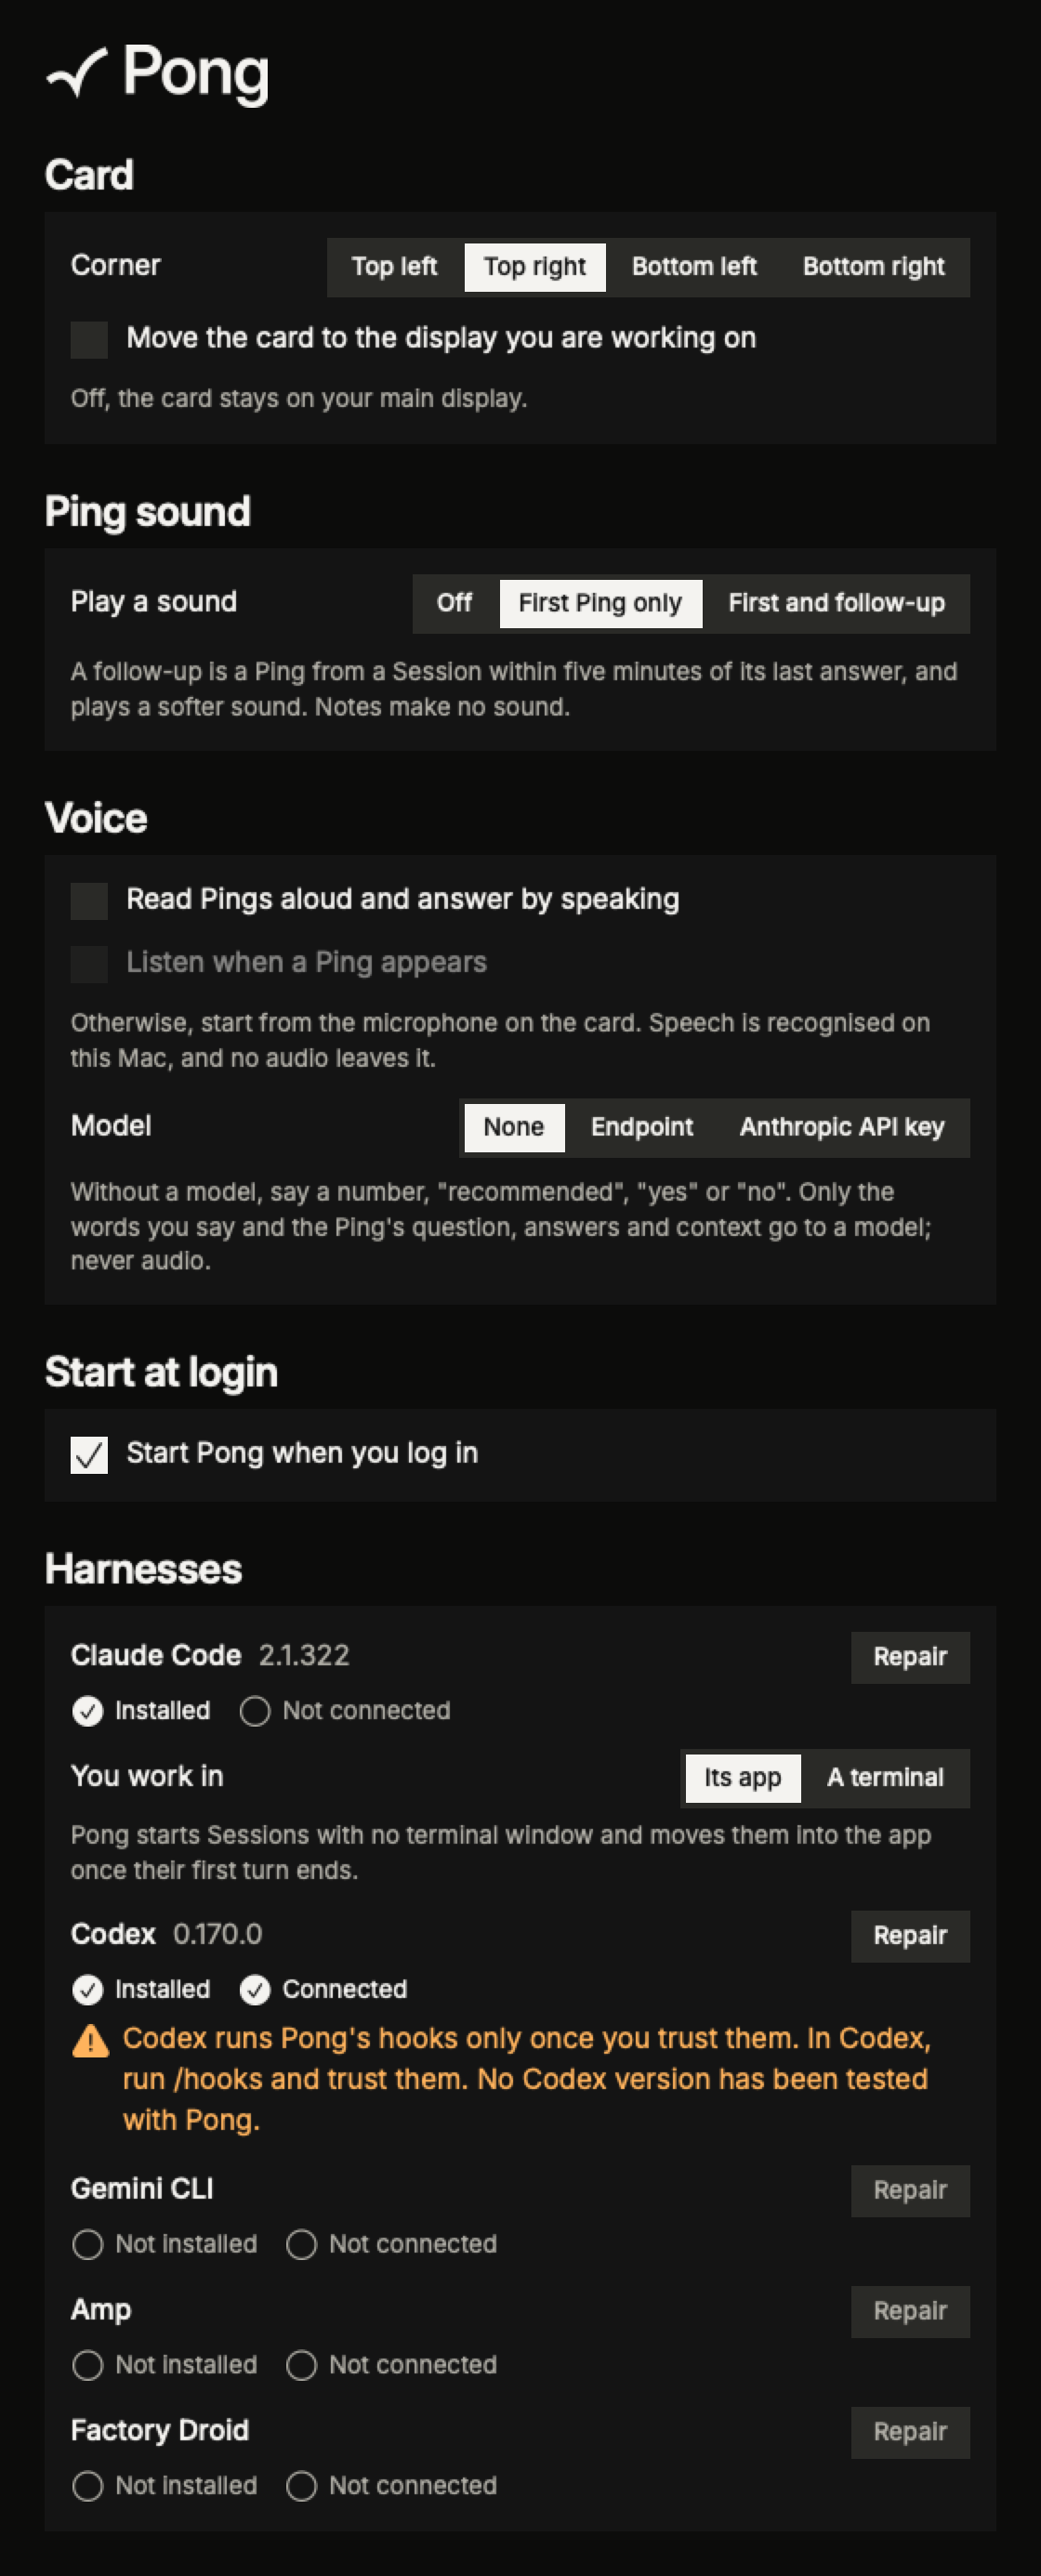 Pong
Card
Corner
Top left
Top right
Bottom left
Bottom right
Move the card to the display you are working on
Off, the card stays on your main display.
Ping sound
Play a sound
Off
First Ping only
First and follow-up
A follow-up is a Ping from a Session within five minutes of its last answer, and
plays a softer sound. Notes make no sound.
Voice
Read Pings aloud and answer by speaking
Listen when a Ping appears
Otherwise, start from the microphone on the card. Speech is recognised on
this Mac, and no audio leaves it.
Model
None
Endpoint
Anthropic API key
Without a model, say a number, "recommended", "yes" or "no". Only the
words you say and the Ping's question, answers and context go to a model;
never audio.
Start at login
Start Pong when you log in
Harnesses
Claude Code 2.1.322
Repair
Installed
Not connected
You work in
Its app
A terminal
Pong starts Sessions with no terminal window and moves them into the app
once their first turn ends.
Codex 0.170.0
Repair
Installed
Connected
Codex runs Pong's hooks only once you trust them. In Codex,
run /hooks and trust them. No Codex version has been tested
with Pong.
Gemini CLI
Repair
Not installed
Not connected
Amp
Repair
Not installed
Not connected
Factory Droid
Repair
Not installed
Not connected